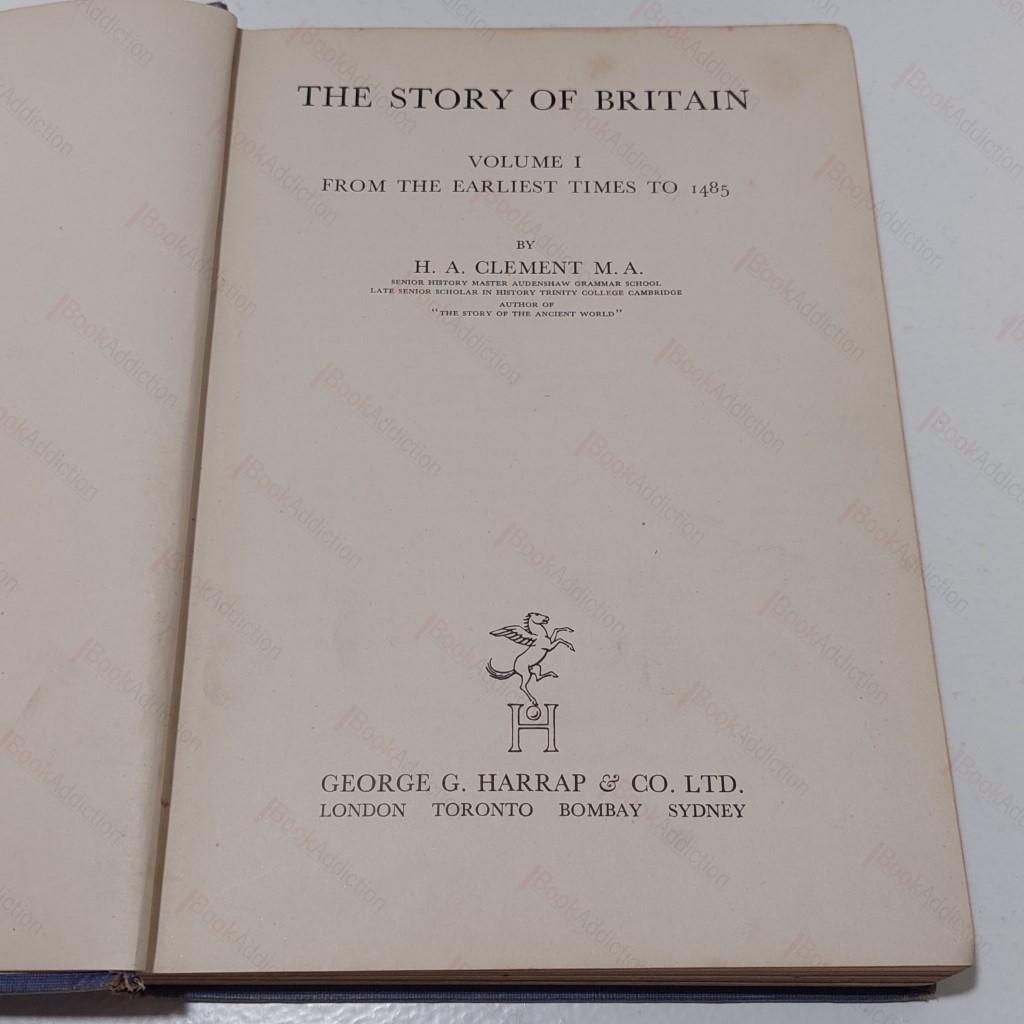 THE STORY OF BRITAIN
VOLUME I
FROM THE EARLIEST TIMES TO 1485
BY
H. A. CLEMENT M.A.
SENIOR HISTORY MASTER AUDENSHAW GRAMMAR SCHOOL
LATE SENIOR SCHOLAR IN HISTORY TRINITY COLLEGE CAMBRIDGE
AUTHOR OF
"THE STORY OF THE ANCIENT WORLD"
H
GEORGE G. HARRAP & CO. LTD.
LONDON TORONTO BOMBAY SYDNEY
BookAddiction